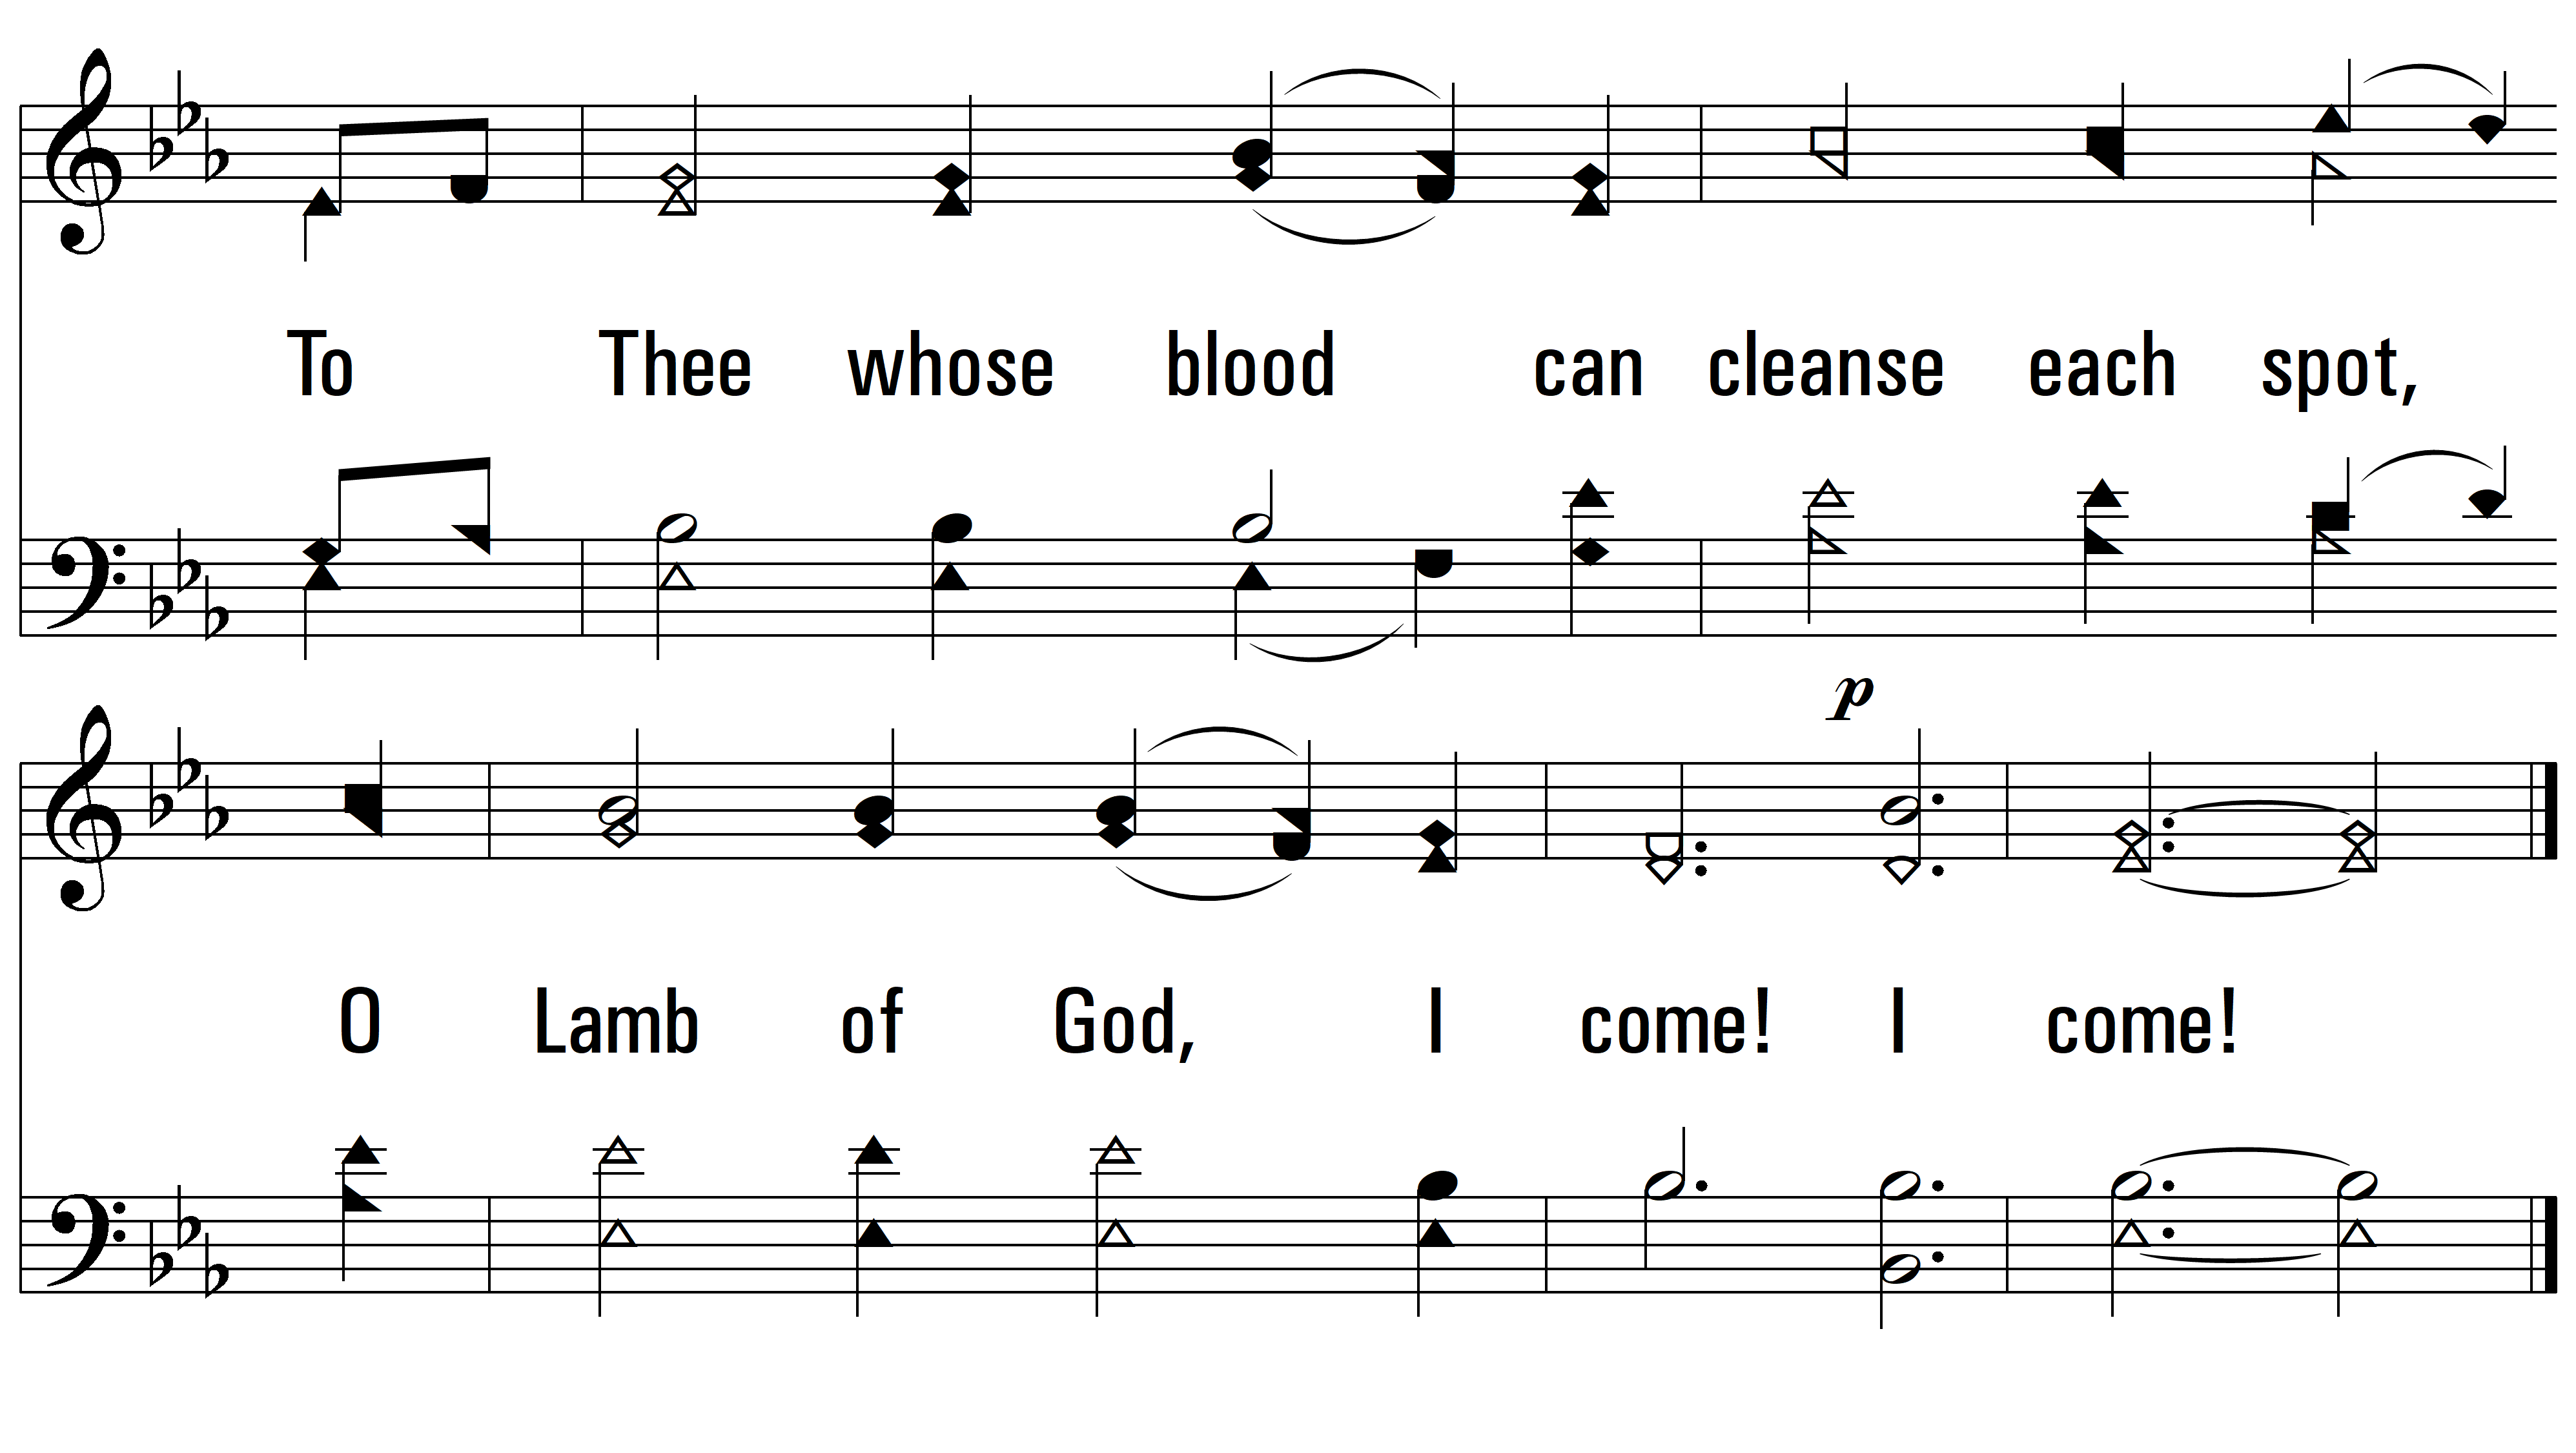 To Thee whose blood can cleanse each spot,
p
O Lamb of God, I come! I come!